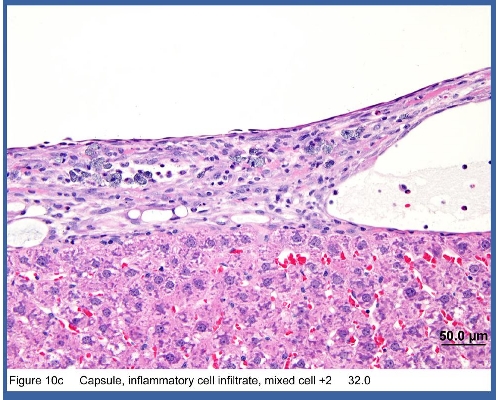 50.0 µm
Figure 10c Capsule, inflammatory cell infiltrate, mixed cell +2 32.0